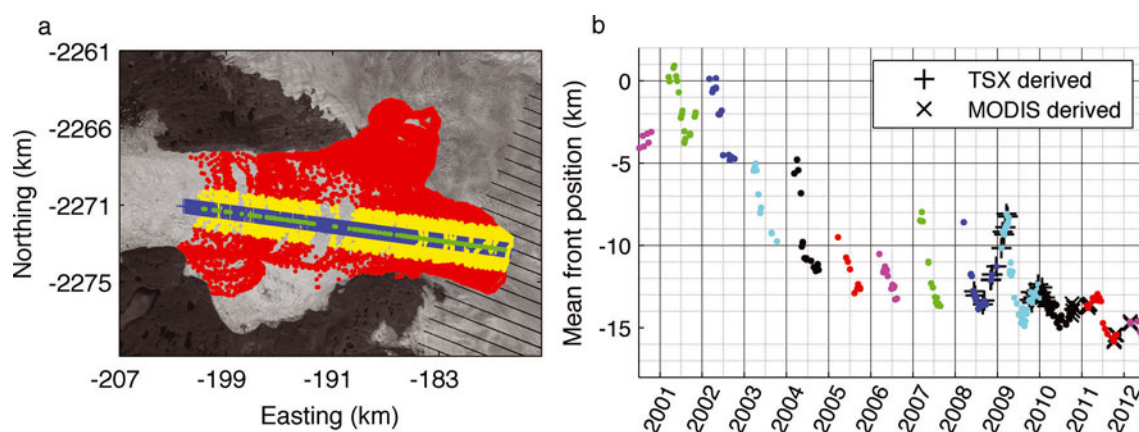 a
-2261
-2266
-2271
-2275
Northing (km)
-207 -199 -191 -183
Easting (km)
b
0
-5
-10
-15
Mean front position (km)
+ TSX derived
× MODIS derived
2001 2002 2003 2004 2005 2006 2007 2008 2009 2010 2011 2012